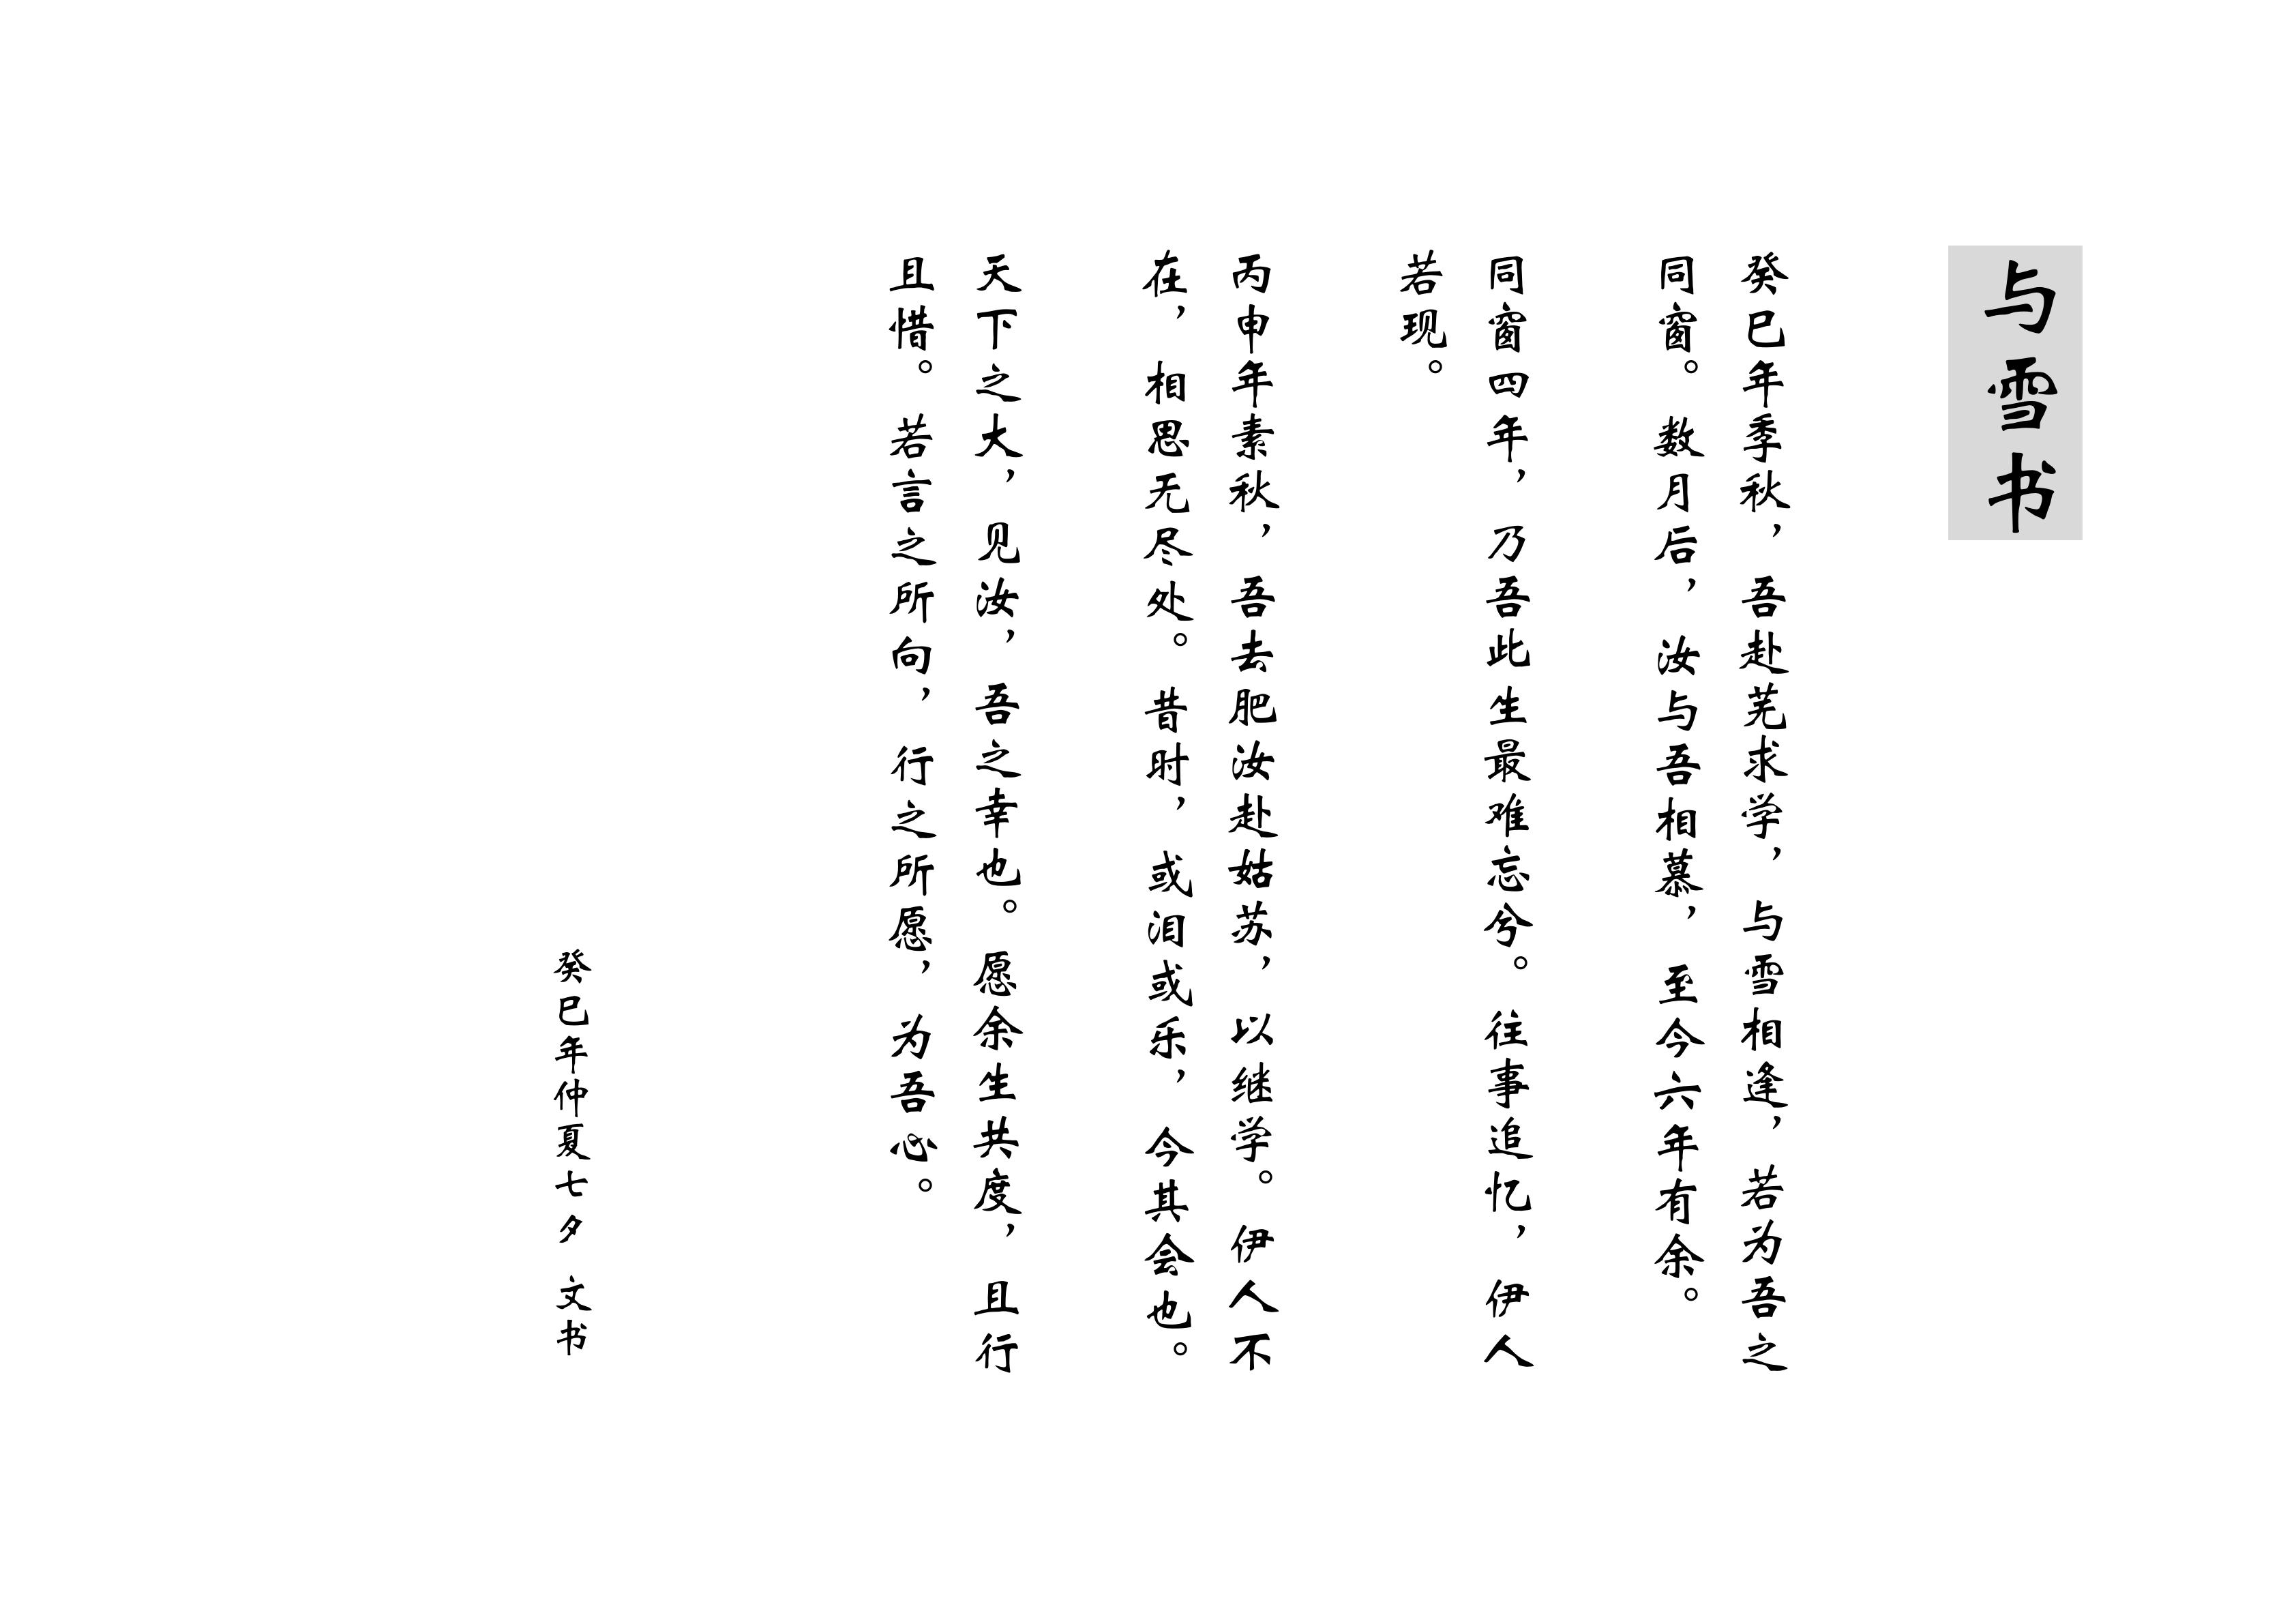 与雪书
癸巳年季秋，吾赴芜求学，与雪相逢，若为吾之
同窗。数月后，汝与吾相慕，至今六年有余。
同窗四年，乃吾此生最难忘兮。往事追忆，伊人
若现。
丙申年素秋，吾去肥汝赴姑苏，以继学。伊人不
在，相思无尽处。昔时，或泪或乐，今其会也。
天下之大，见汝，吾之幸也。愿余生共度，且行
且惜。若言之所向，行之所愿，为吾心。
癸巳年仲夏七夕 文书